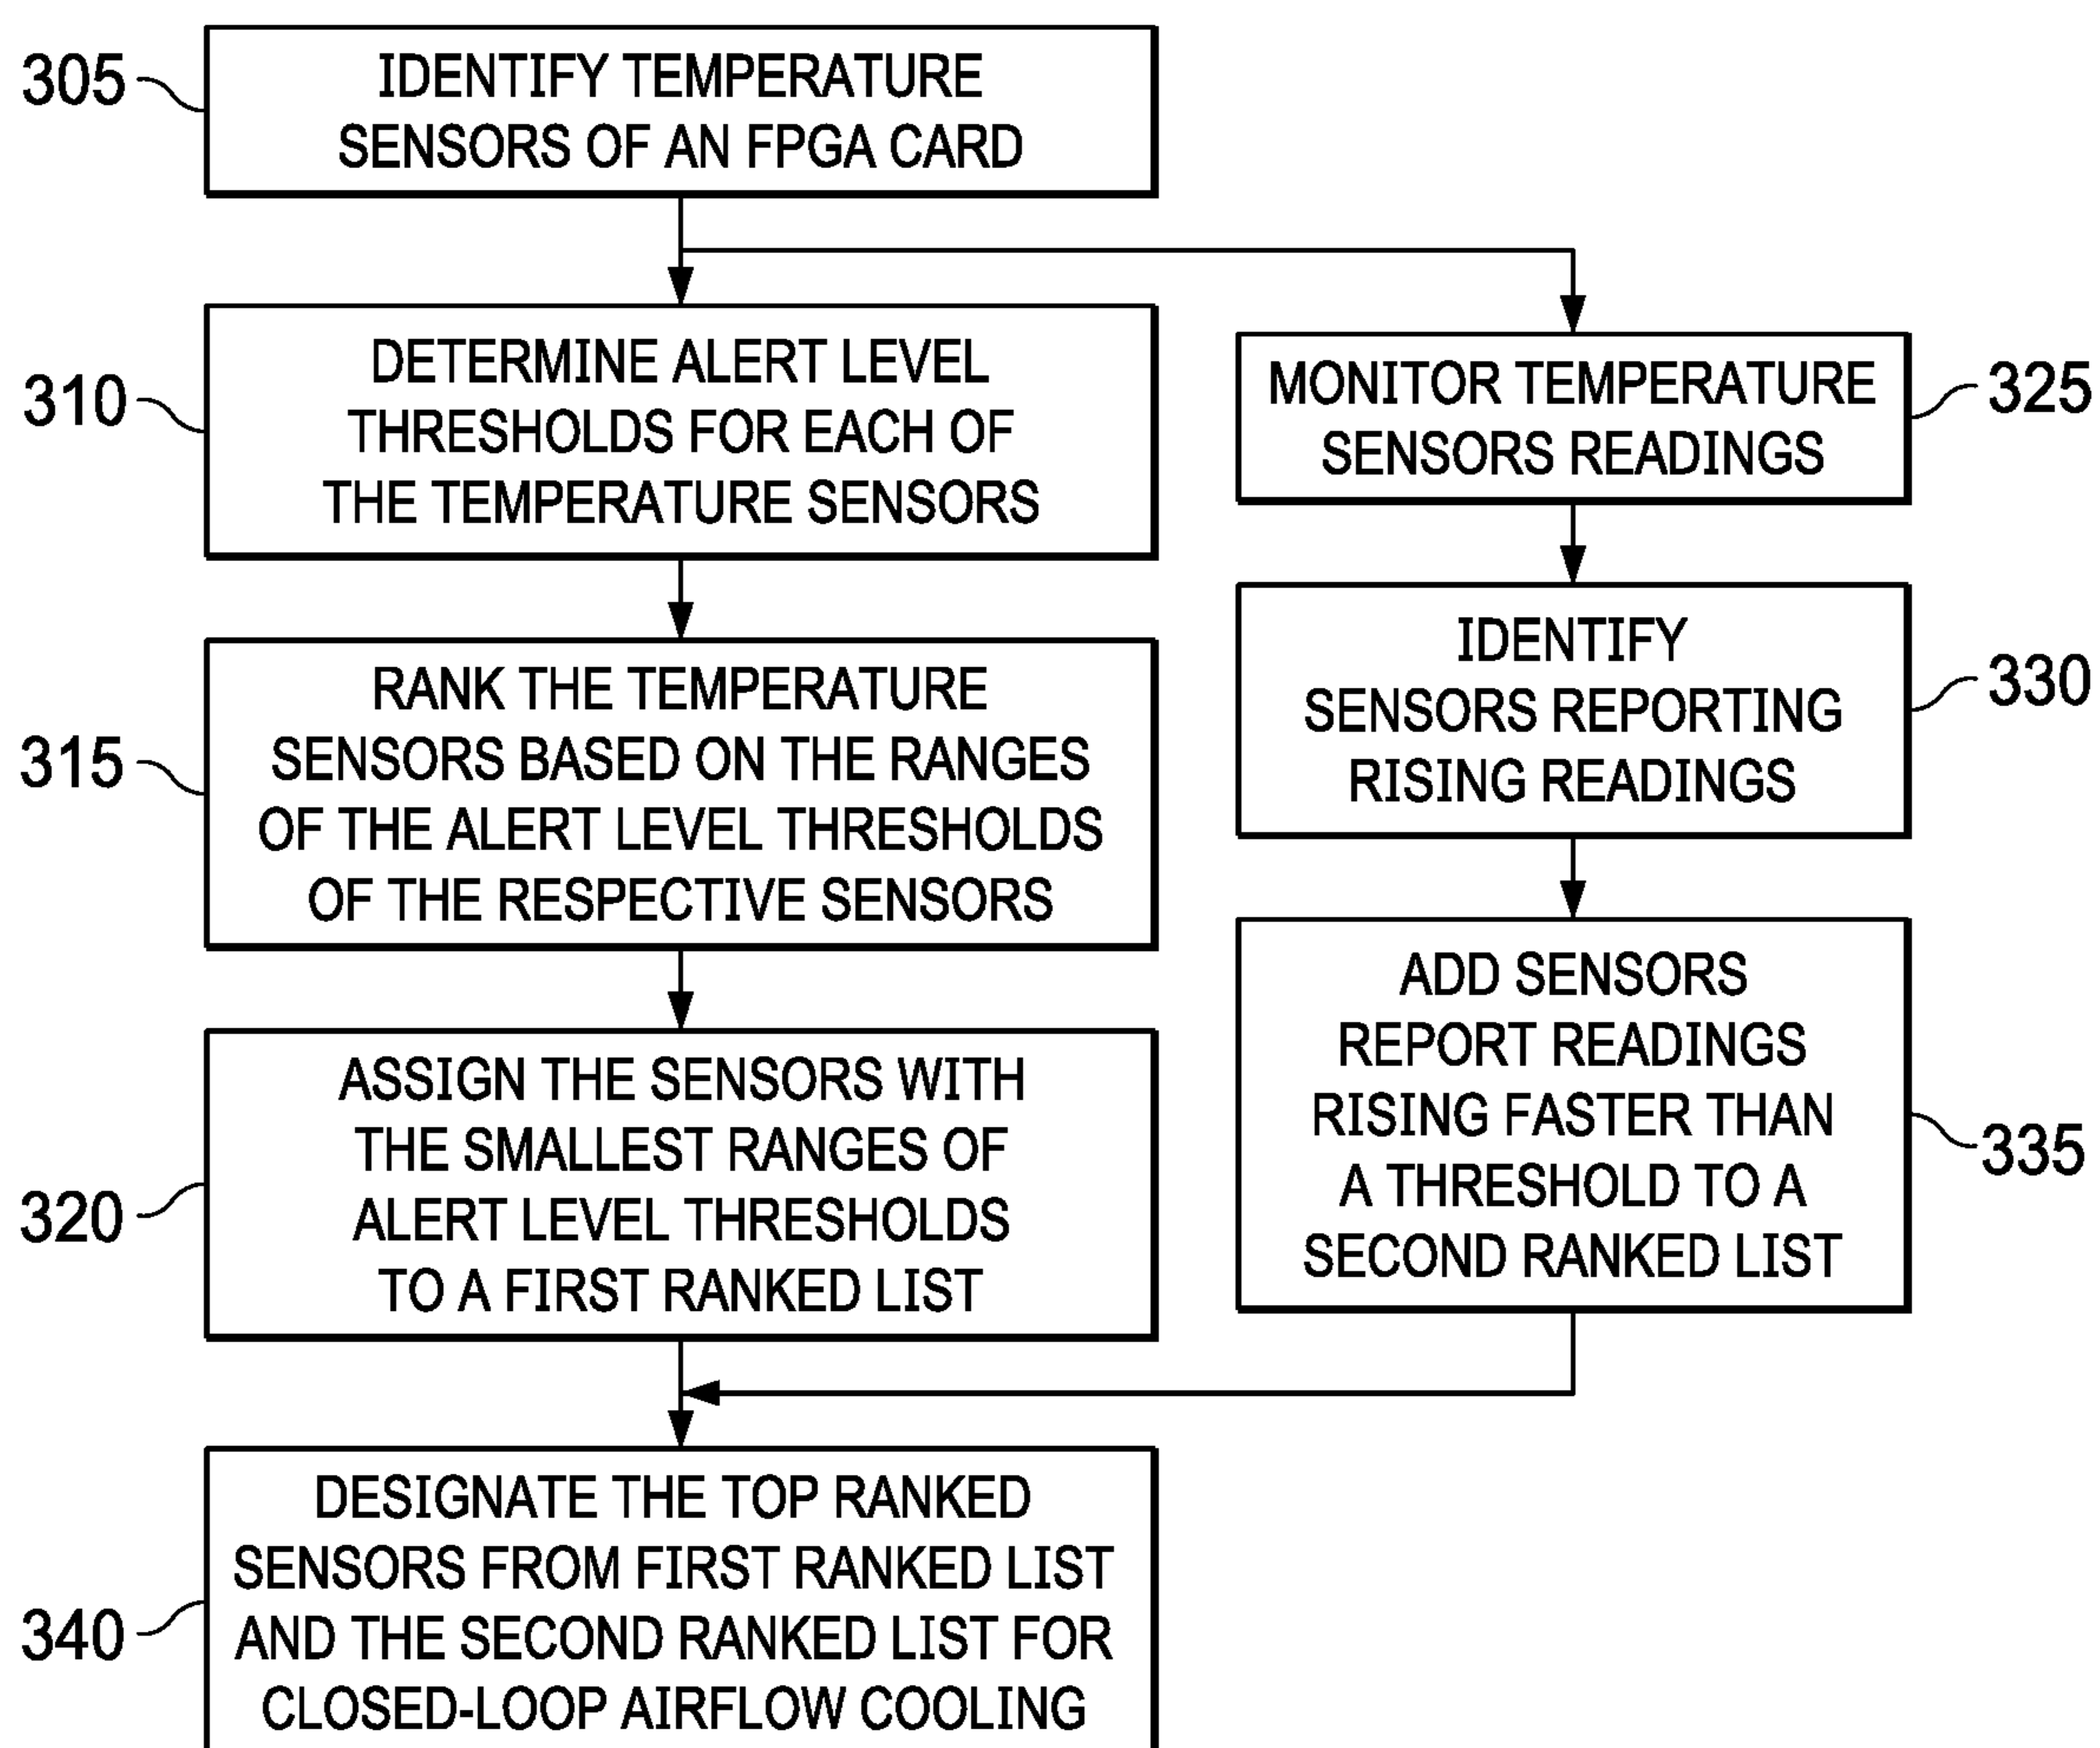 305
IDENTIFY TEMPERATURE
SENSORS OF AN FPGA CARD
310
DETERMINE ALERT LEVEL
THRESHOLDS FOR EACH OF
THE TEMPERATURE SENSORS
315
RANK THE TEMPERATURE
SENSORS BASED ON THE RANGES
OF THE ALERT LEVEL THRESHOLDS
OF THE RESPECTIVE SENSORS
320
ASSIGN THE SENSORS WITH
THE SMALLEST RANGES OF
ALERT LEVEL THRESHOLDS
TO A FIRST RANKED LIST
MONITOR TEMPERATURE
SENSORS READINGS
325
IDENTIFY
SENSORS REPORTING
RISING READINGS
330
ADD SENSORS
REPORT READINGS
RISING FASTER THAN
A THRESHOLD TO A
SECOND RANKED LIST
335
340
DESIGNATE THE TOP RANKED
SENSORS FROM FIRST RANKED LIST
AND THE SECOND RANKED LIST FOR
CLOSED-LOOP AIRFLOW COOLING